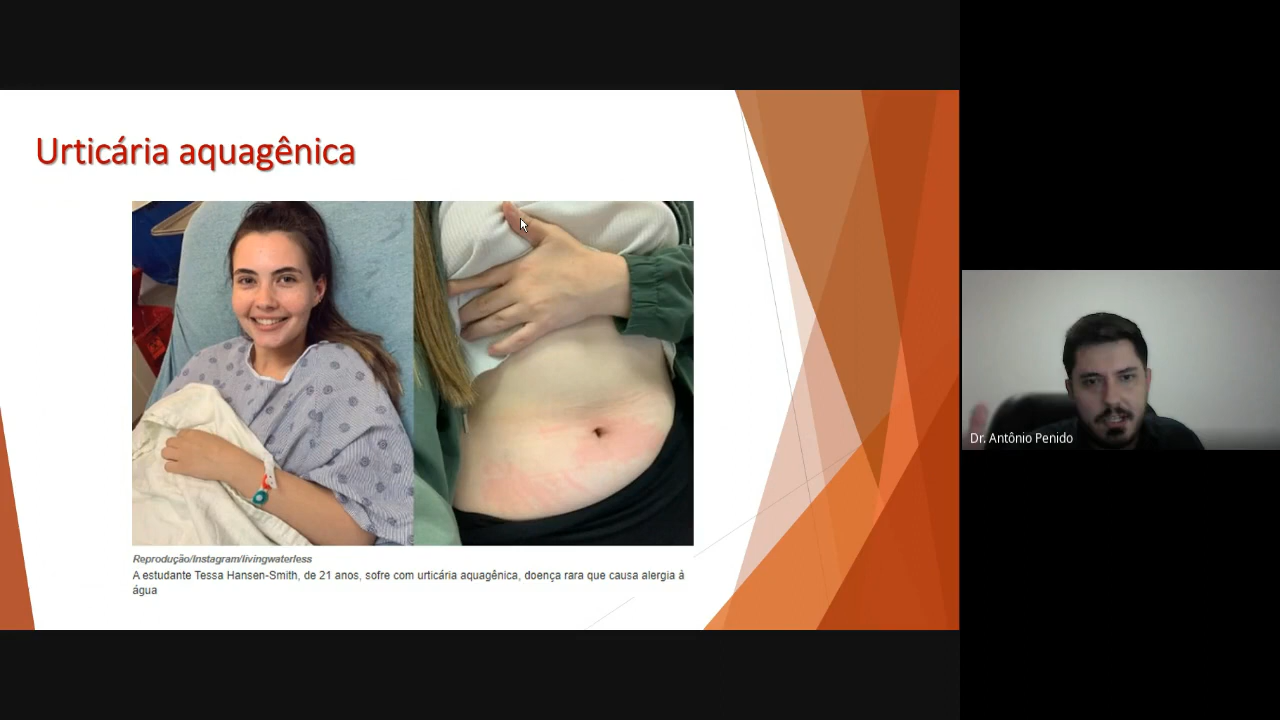 Urticária aquagênica
Reprodução/Instagram/livingwaterless
A estudante Tessa Hansen-Smith, de 21 anos, sofre com urticária aquagênica, doença rara que causa alergia à
água
Dr. Antônio Penido